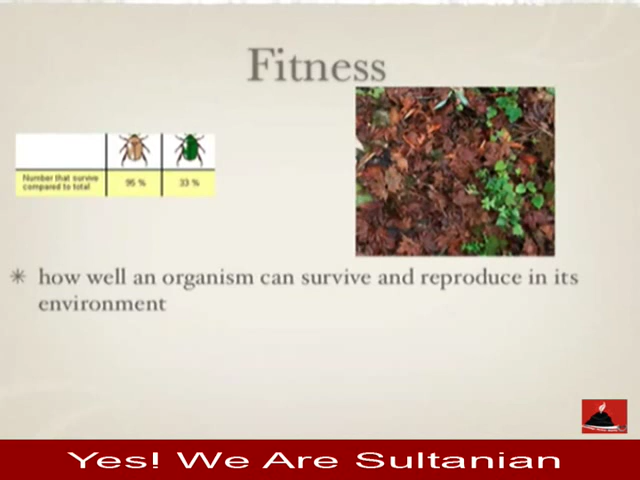 Fitness
Number that survive
compared to total
95 %
33 %
how well an organism can survive and reproduce in its
environment
Yes! We Are Sultanian